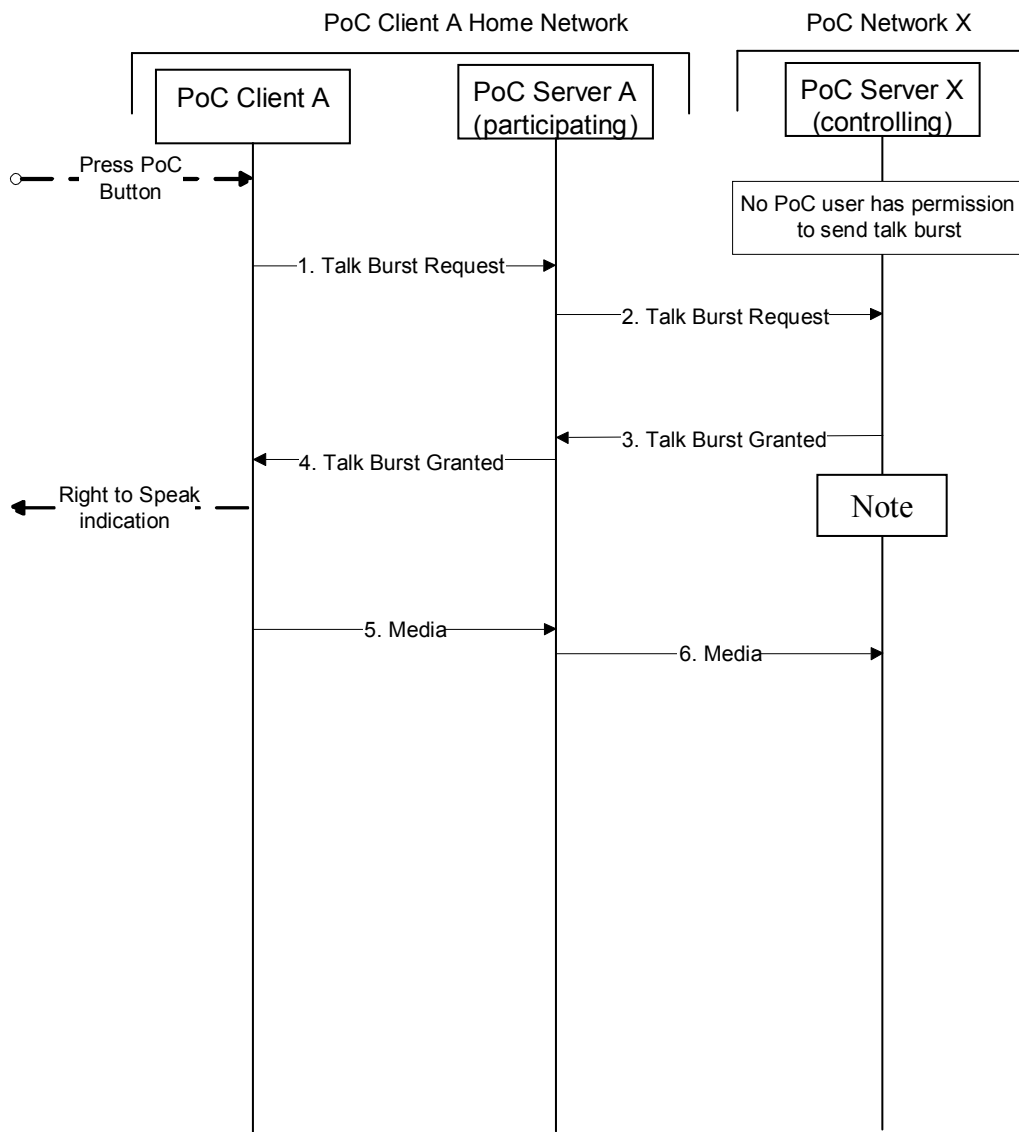 PoC Client A Home Network
PoC Network X
PoC Client A
PoC Server A
(participating)
PoC Server X
(controlling)
Press PoC
Button
No PoC user has permission
to send talk burst
1. Talk Burst Request
2. Talk Burst Request
3. Talk Burst Granted
4. Talk Burst Granted
Right to Speak
indication
Note
5. Media
6. Media